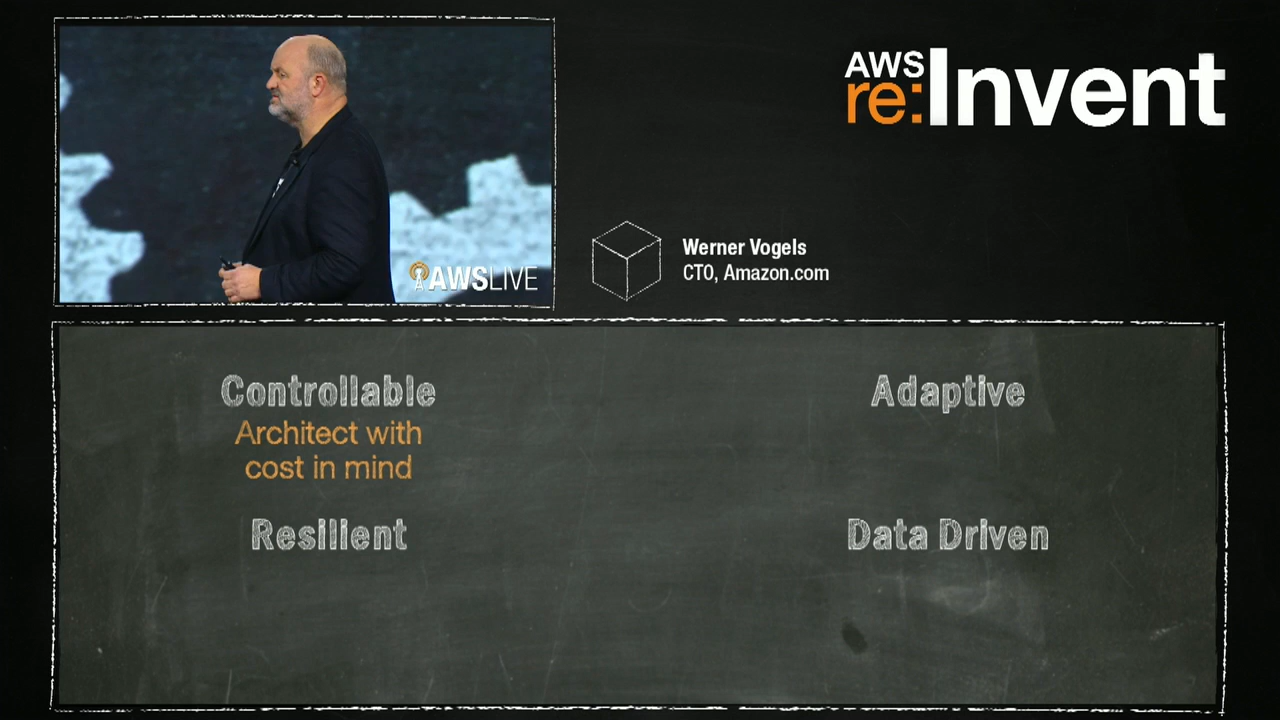 AWS
re:Invent
AWSLIVE
Werner Vogels
CTO, Amazon.com
Controllable
Architect with
cost in mind
Adaptive
Resilient
Data Driven